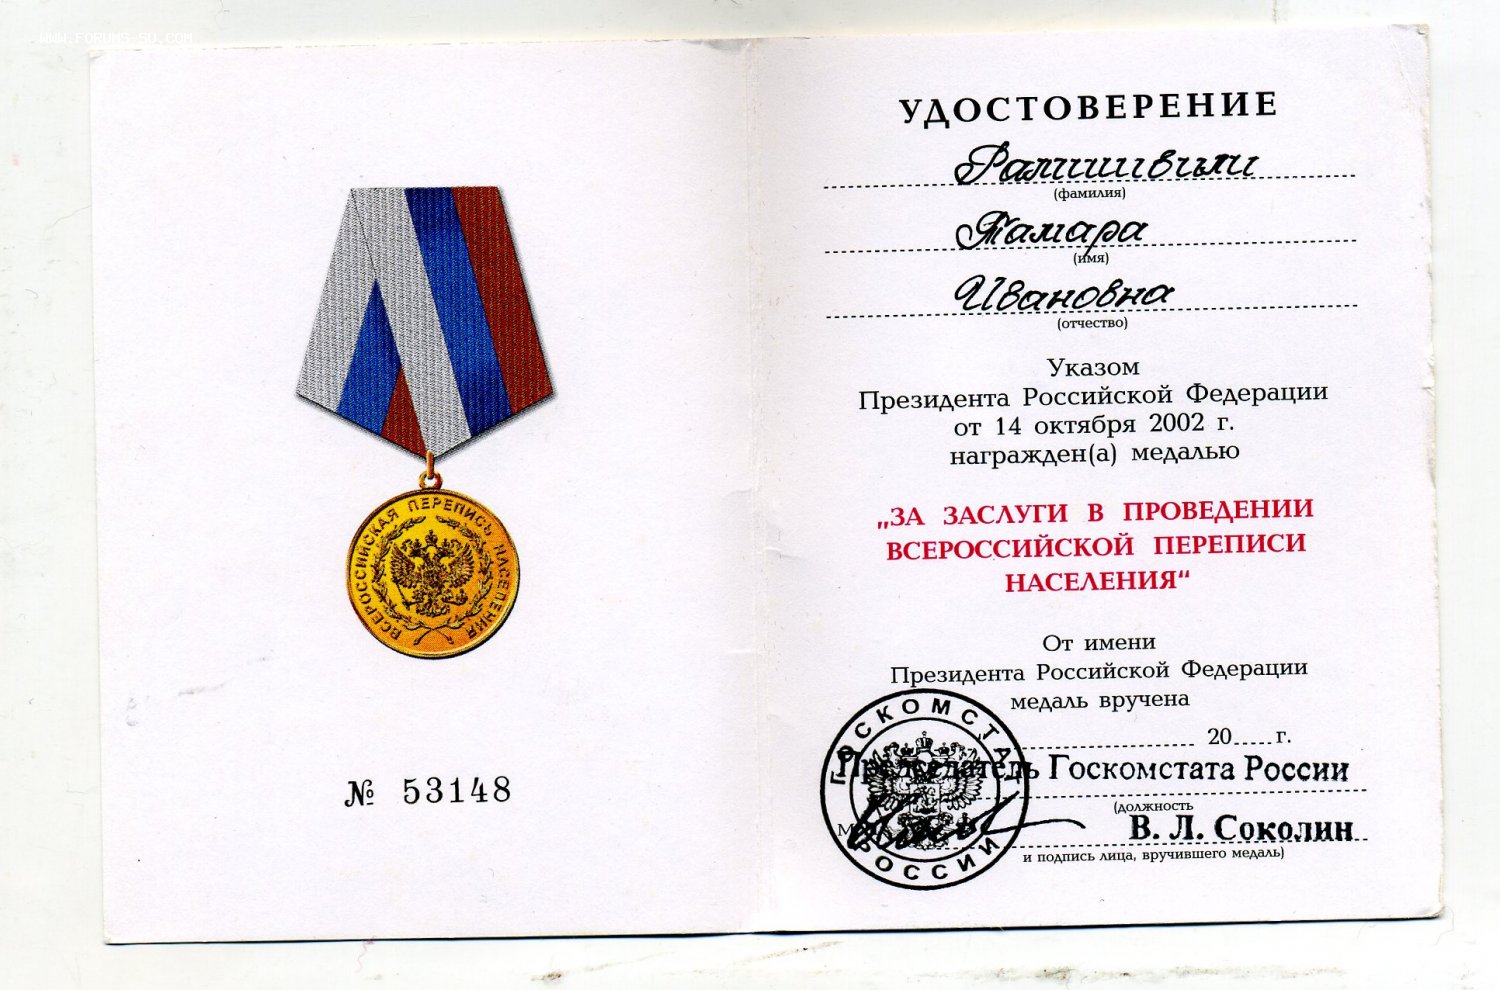 WWW.FORUMS-SU.COM
ВСЕРОССИЙСКАЯ ПЕРЕПИСЬ НАСЕЛЕНИЯ
№ 53148
УДОСТОВЕРЕНИЕ
Рамишвили
(фамилия)
Тамара
(имя)
Ивановна
(отчество)
Указом
Президента Российской Федерации
от 14 октября 2002 г.
награжден(а) медалью
„ЗА ЗАСЛУГИ В ПРОВЕДЕНИИ
ВСЕРОССИЙСКОЙ ПЕРЕПИСИ
НАСЕЛЕНИЯ“
От имени
Президента Российской Федерации
медаль вручена
20 г.
Председатель Госкомстата России
(должность
В. Л. Соколин
и подпись лица, вручившего медаль)
ГОСКОМСТАТ РОССИИ